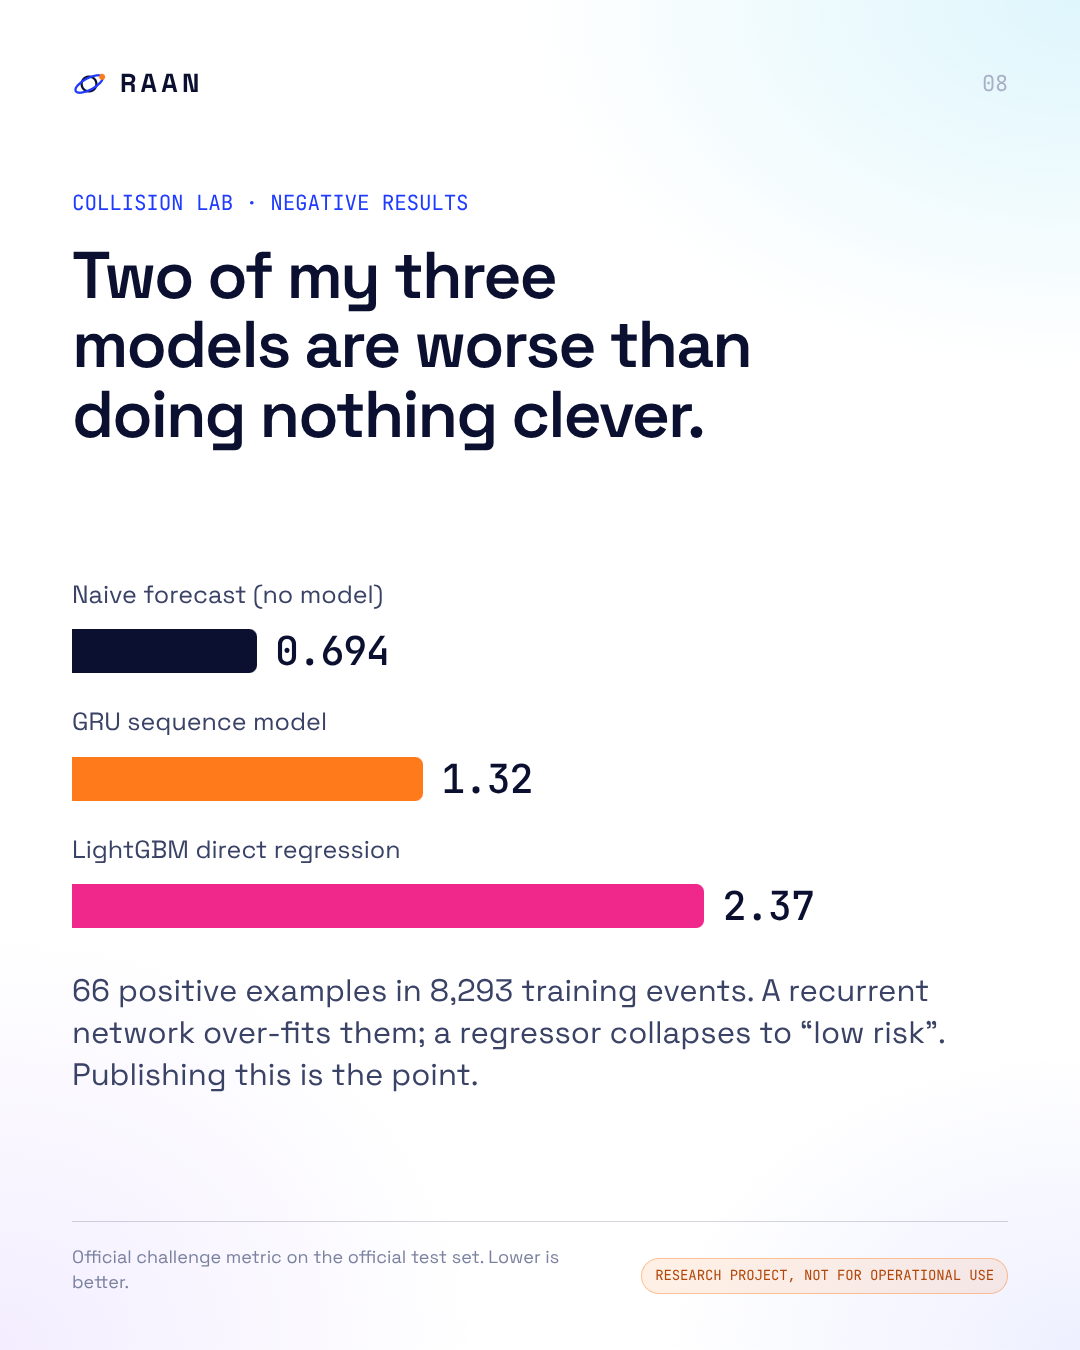 RAAN
08
COLLISION LAB · NEGATIVE RESULTS
Two of my three
models are worse than
doing nothing clever.
Naive forecast (no model)
0.694
GRU sequence model
1.32
LightGBM direct regression
2.37
66 positive examples in 8,293 training events. A recurrent
network over-fits them; a regressor collapses to “low risk”.
Publishing this is the point.
Official challenge metric on the official test set. Lower is
better.
RESEARCH PROJECT, NOT FOR OPERATIONAL USE